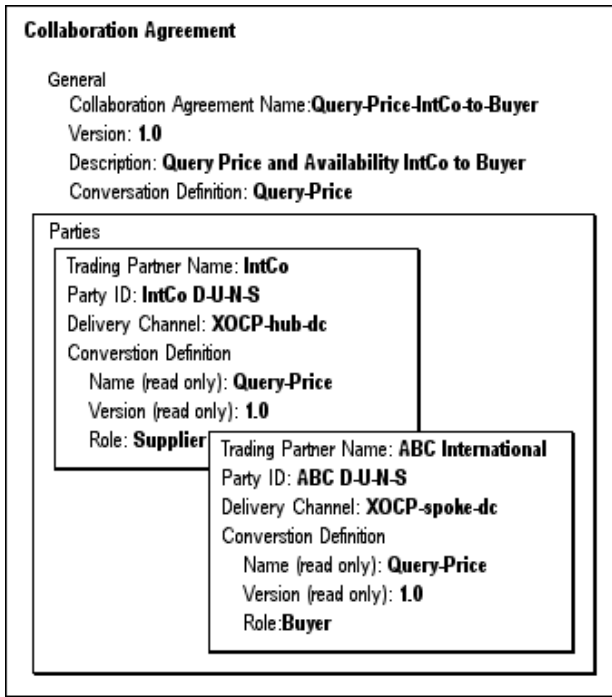 Collaboration Agreement
General
Collaboration Agreement Name:Query-Price-IntCo-to-Buyer
Version: 1.0
Description: Query Price and Availability IntCo to Buyer
Conversation Definition: Query-Price
Parties
Trading Partner Name: IntCo
Party ID: IntCo D-U-N-S
Delivery Channel: XOCP-hub-dc
Converstion Definition
Name (read only): Query-Price
Version (read only): 1.0
Role: Supplier
Trading Partner Name: ABC International
Party ID: ABC D-U-N-S
Delivery Channel: XOCP-spoke-dc
Converstion Definition
Name (read only): Query-Price
Version (read only): 1.0
Role:Buyer